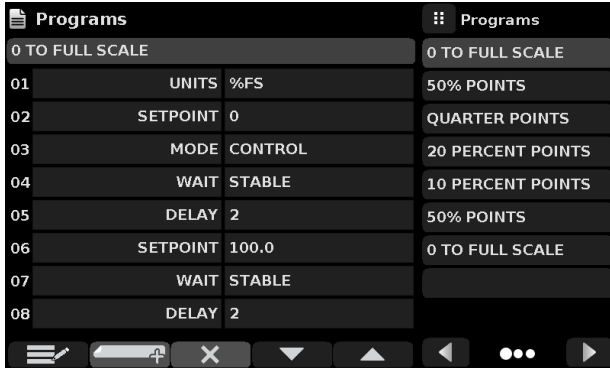 Programs
0 TO FULL SCALE
01 UNITS %FS
02 SETPOINT 0
03 MODE CONTROL
04 WAIT STABLE
05 DELAY 2
06 SETPOINT 100.0
07 WAIT STABLE
08 DELAY 2
Programs
0 TO FULL SCALE
50% POINTS
QUARTER POINTS
20 PERCENT POINTS
10 PERCENT POINTS
50% POINTS
0 TO FULL SCALE